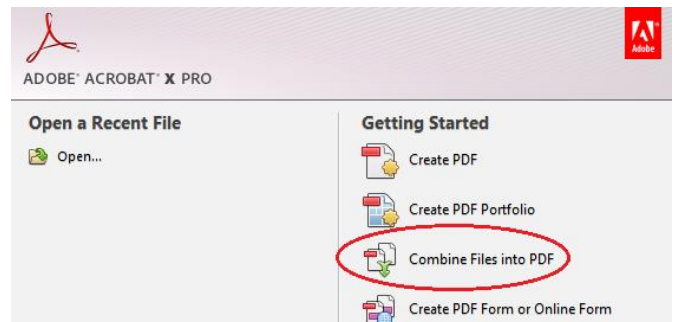 Adobe
ADOBE® ACROBAT® X PRO
Open a Recent File
Open...
Getting Started
Create PDF
Create PDF Portfolio
Combine Files into PDF
Create PDF Form or Online Form